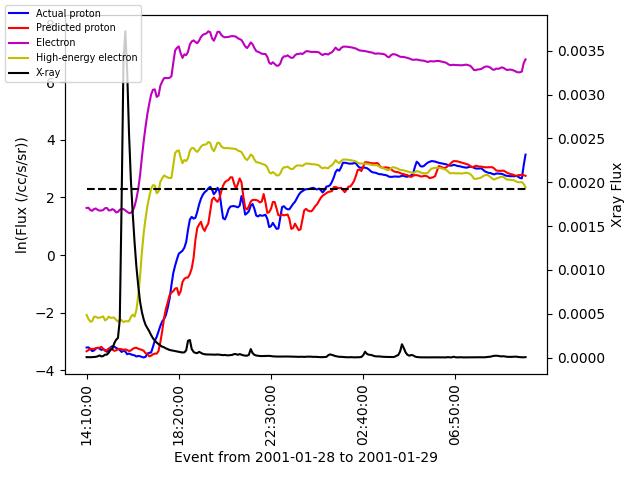 Actual proton
Predicted proton
Electron
High-energy electron
X-ray
ln(Flux (/cc/s/sr))
6
4
2
0
−2
−4
0.0035
0.0030
0.0025
0.0020
0.0015
0.0010
0.0005
0.0000
Xray Flux
14:10:00
18:20:00
22:30:00
02:40:00
06:50:00
Event from 2001-01-28 to 2001-01-29